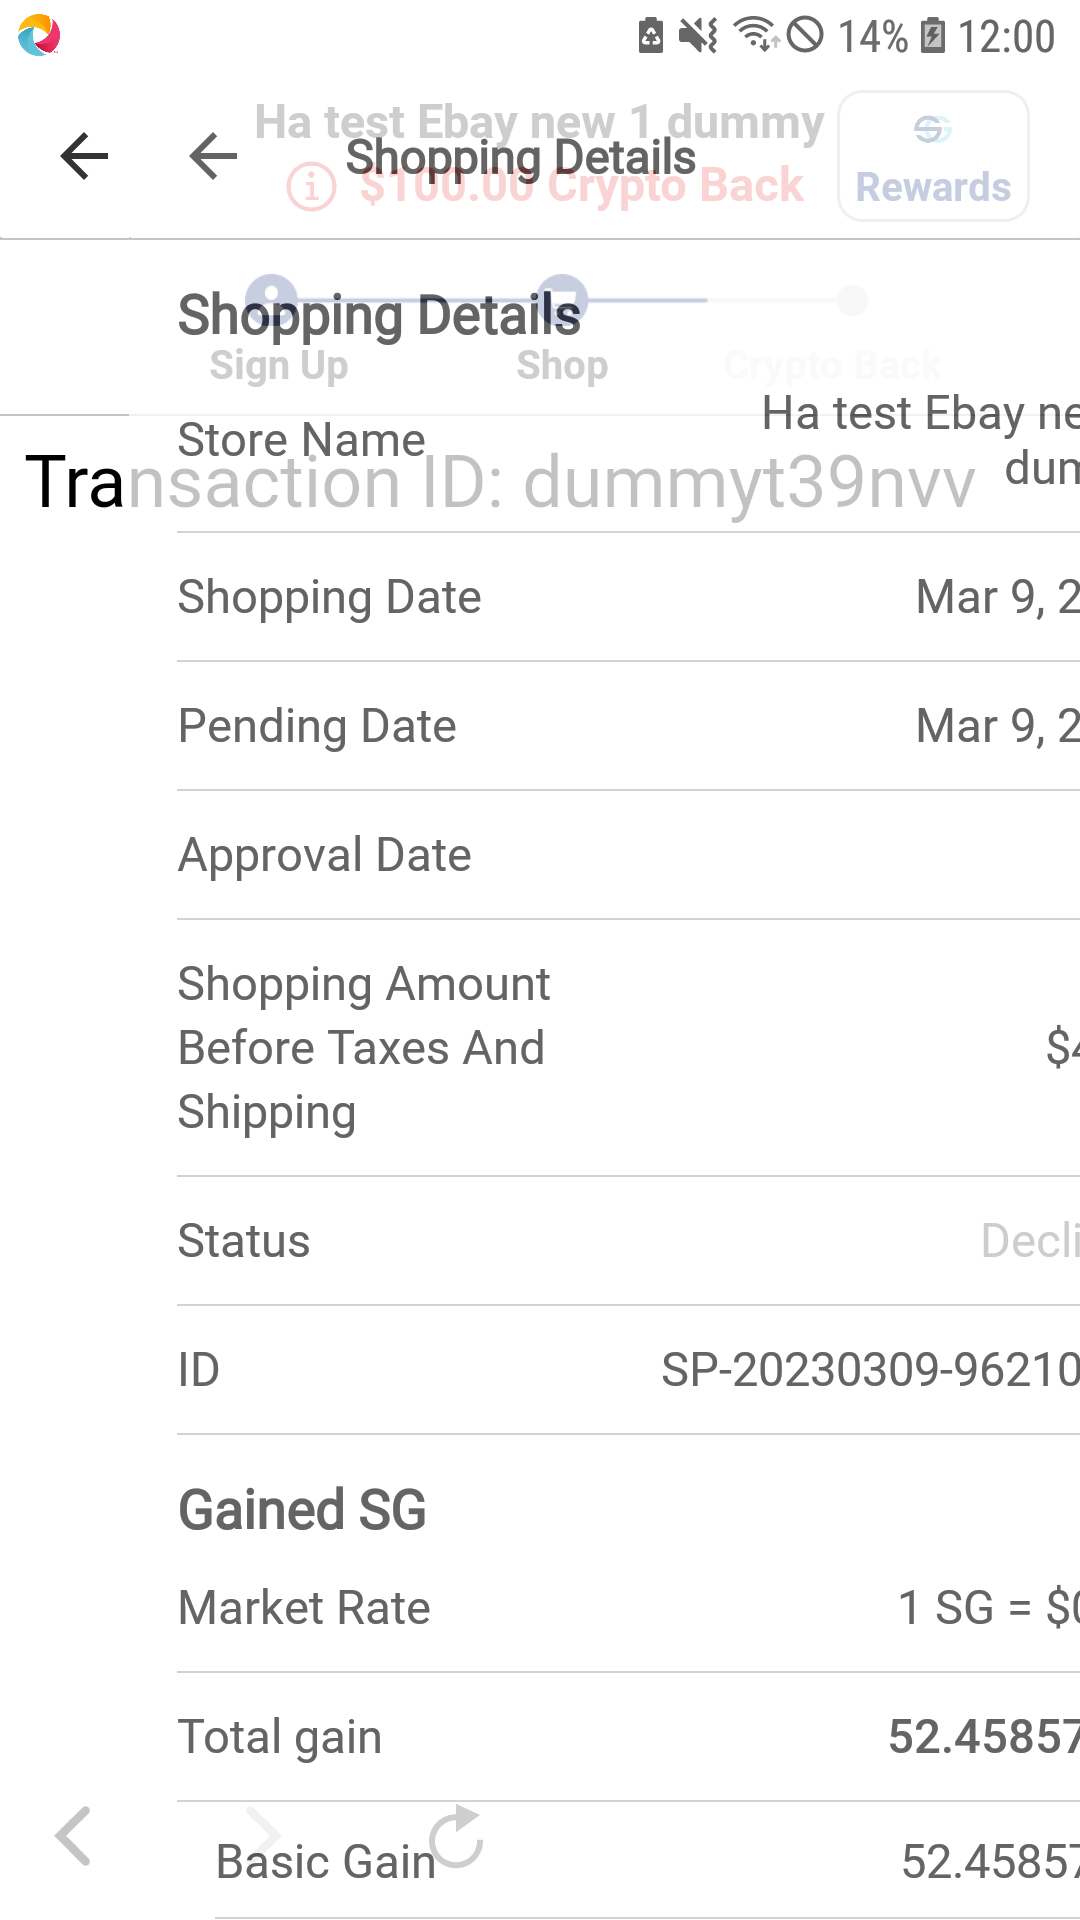 14% 12:00
Ha test Ebay new 1 dummy
Shopping Details
$100.00 Crypto Back
SG
Rewards
Shopping Details
Sign Up Shop Crypto Back
Ha test Ebay ne
Store Name
dum
Transaction ID: dummyt39nvv
Shopping Date Mar 9, 2
Pending Date Mar 9, 2
Approval Date
Shopping Amount
Before Taxes And $4
Shipping
Status Decli
ID SP-20230309-96210
Gained SG
Market Rate 1 SG = $0
Total gain 52.45857
Basic Gain 52.45857